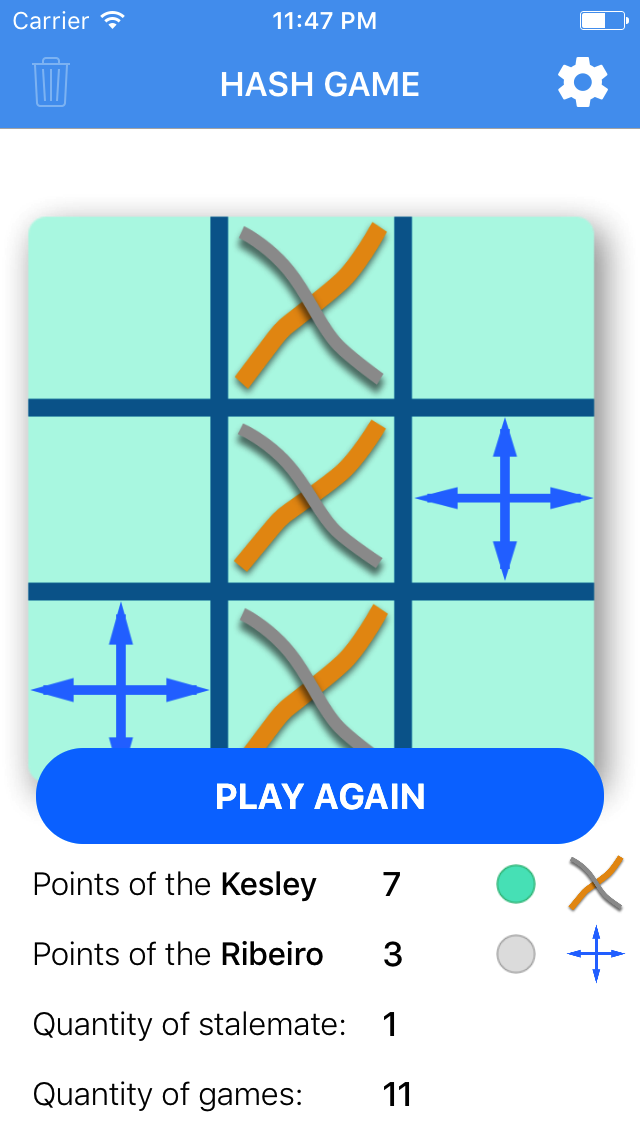 Carrier 11:47 PM
HASH GAME
PLAY AGAIN
Points of the Kesley 7
Points of the Ribeiro 3
Quantity of stalemate: 1
Quantity of games: 11